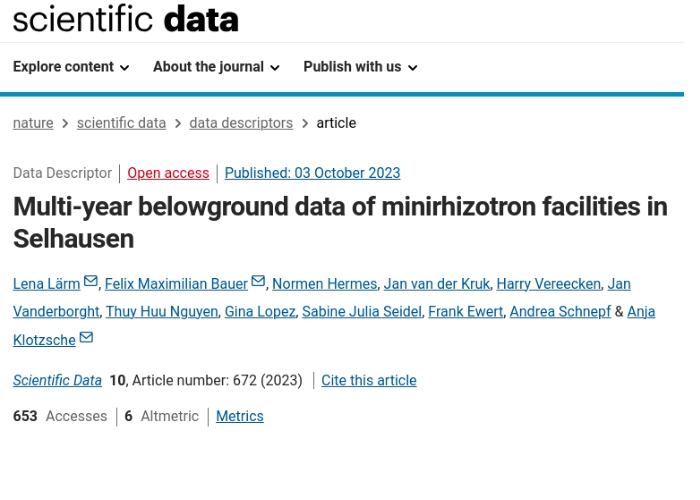 scientific data
Explore content About the journal Publish with us
nature > scientific data > data descriptors > article
Data Descriptor | Open access | Published: 03 October 2023
Multi-year belowground data of minirhizotron facilities in
Selhausen
Lena Lärm, Felix Maximilian Bauer, Normen Hermes, Jan van der Kruk, Harry Vereecken, Jan
Vanderborght, Thuy Huu Nguyen, Gina Lopez, Sabine Julia Seidel, Frank Ewert, Andrea Schnepf & Anja
Klotzsche
Scientific Data 10, Article number: 672 (2023) | Cite this article
653 Accesses | 6 Altmetric | Metrics